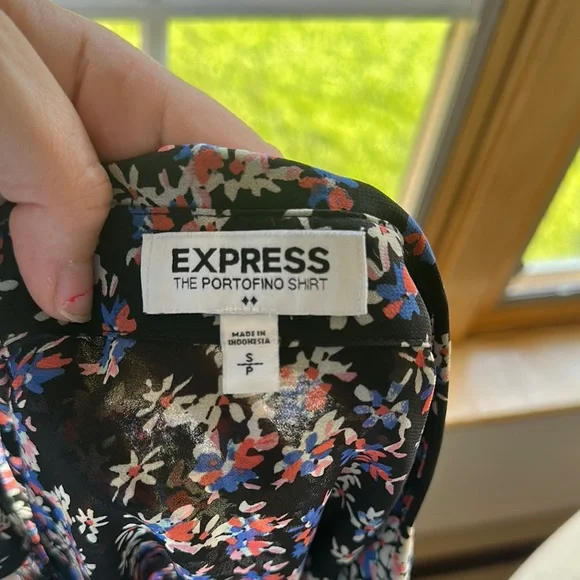 EXPRESS
THE PORTOFINO SHIRT
MADE IN
INDONESIA
S
P